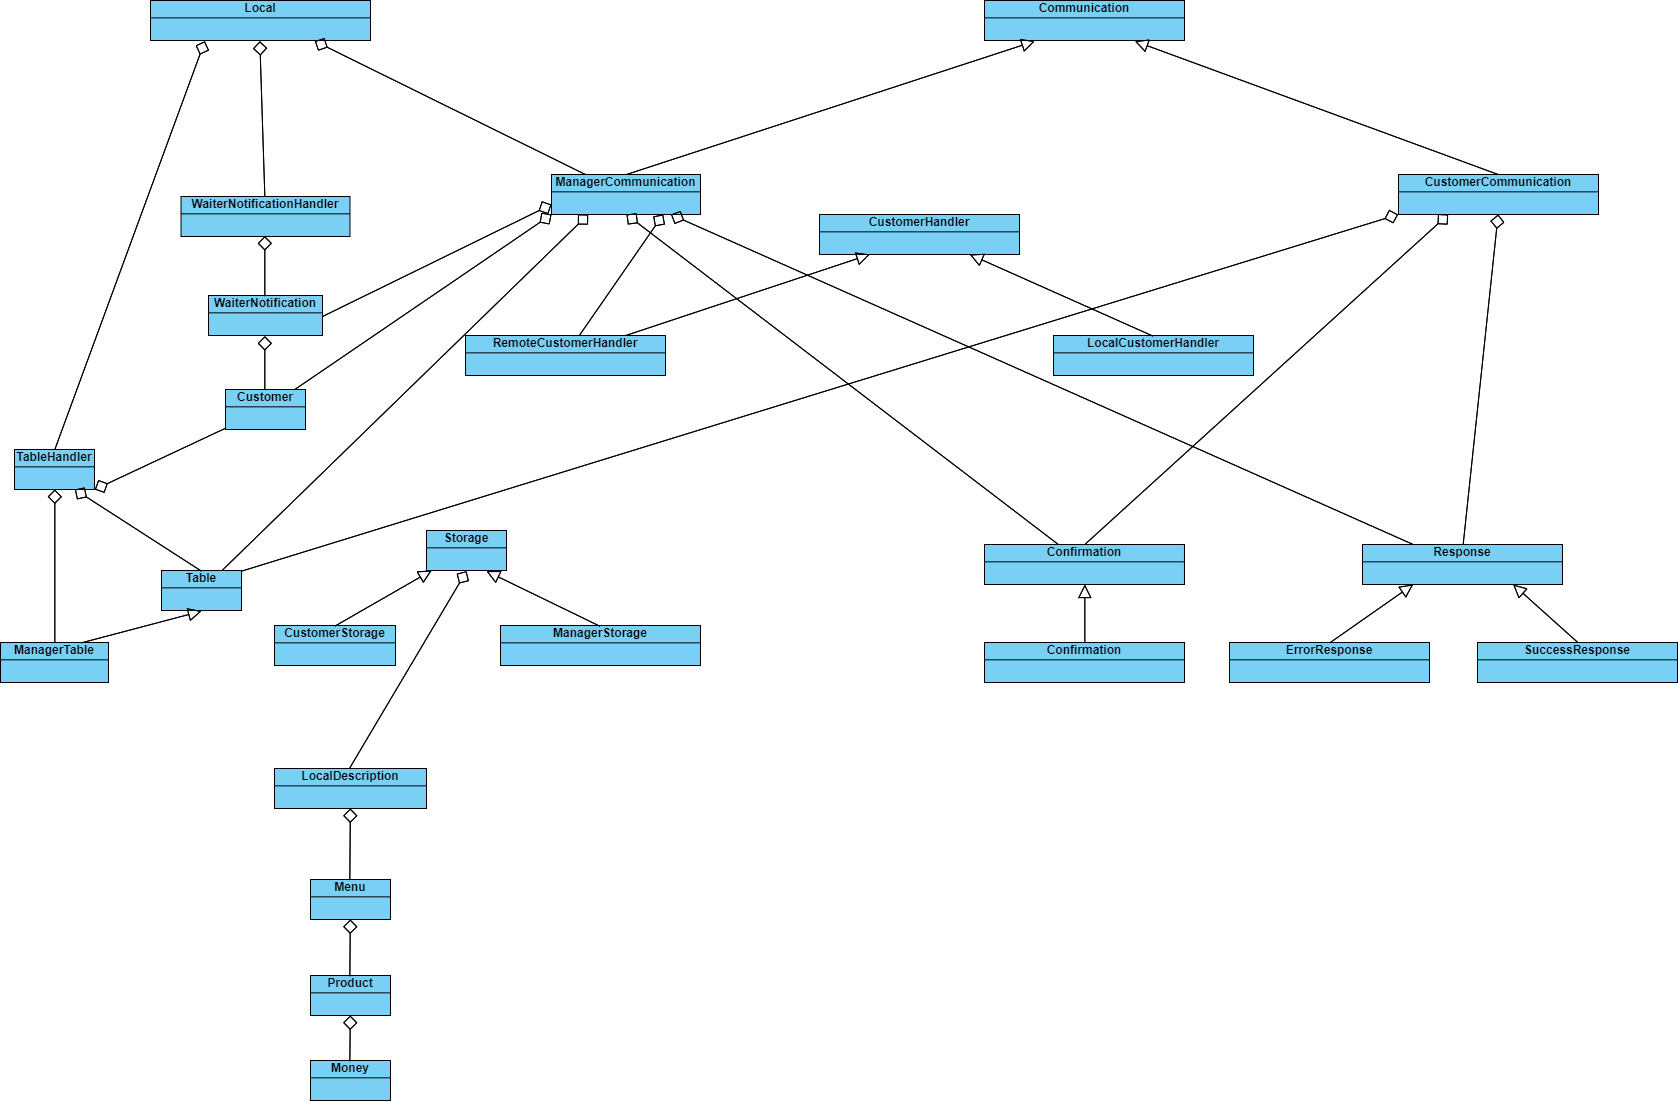 Local
Communication
ManagerCommunication
CustomerCommunication
WaiterNotificationHandler
CustomerHandler
WaiterNotification
RemoteCustomerHandler
LocalCustomerHandler
Customer
TableHandler
Storage
Confirmation
Response
Table
CustomerStorage
ManagerStorage
ManagerTable
Confirmation
ErrorResponse
SuccessResponse
LocalDescription
Menu
Product
Money